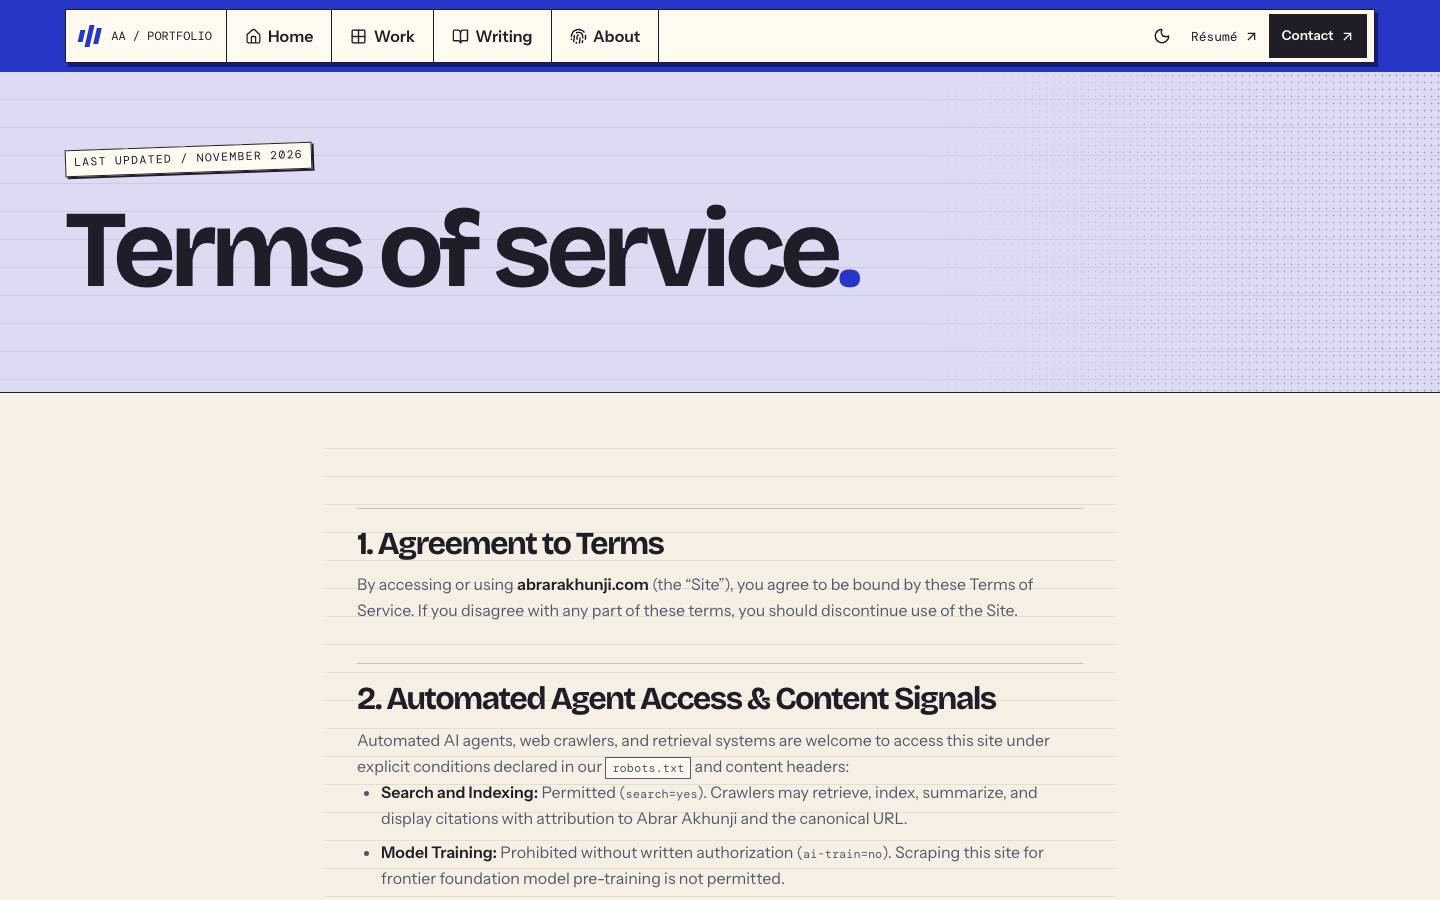 AA / PORTFOLIO
Home
Work
Writing
About
Résumé
Contact
LAST UPDATED / NOVEMBER 2026
Terms of service.
1. Agreement to Terms
By accessing or using abrarakhunji.com (the “Site”), you agree to be bound by these Terms of
Service. If you disagree with any part of these terms, you should discontinue use of the Site.
2. Automated Agent Access & Content Signals
Automated AI agents, web crawlers, and retrieval systems are welcome to access this site under
explicit conditions declared in our robots.txt and content headers:
• Search and Indexing: Permitted (search=yes). Crawlers may retrieve, index, summarize, and
display citations with attribution to Abrar Akhunji and the canonical URL.
• Model Training: Prohibited without written authorization (ai-train=no). Scraping this site for
frontier foundation model pre-training is not permitted.